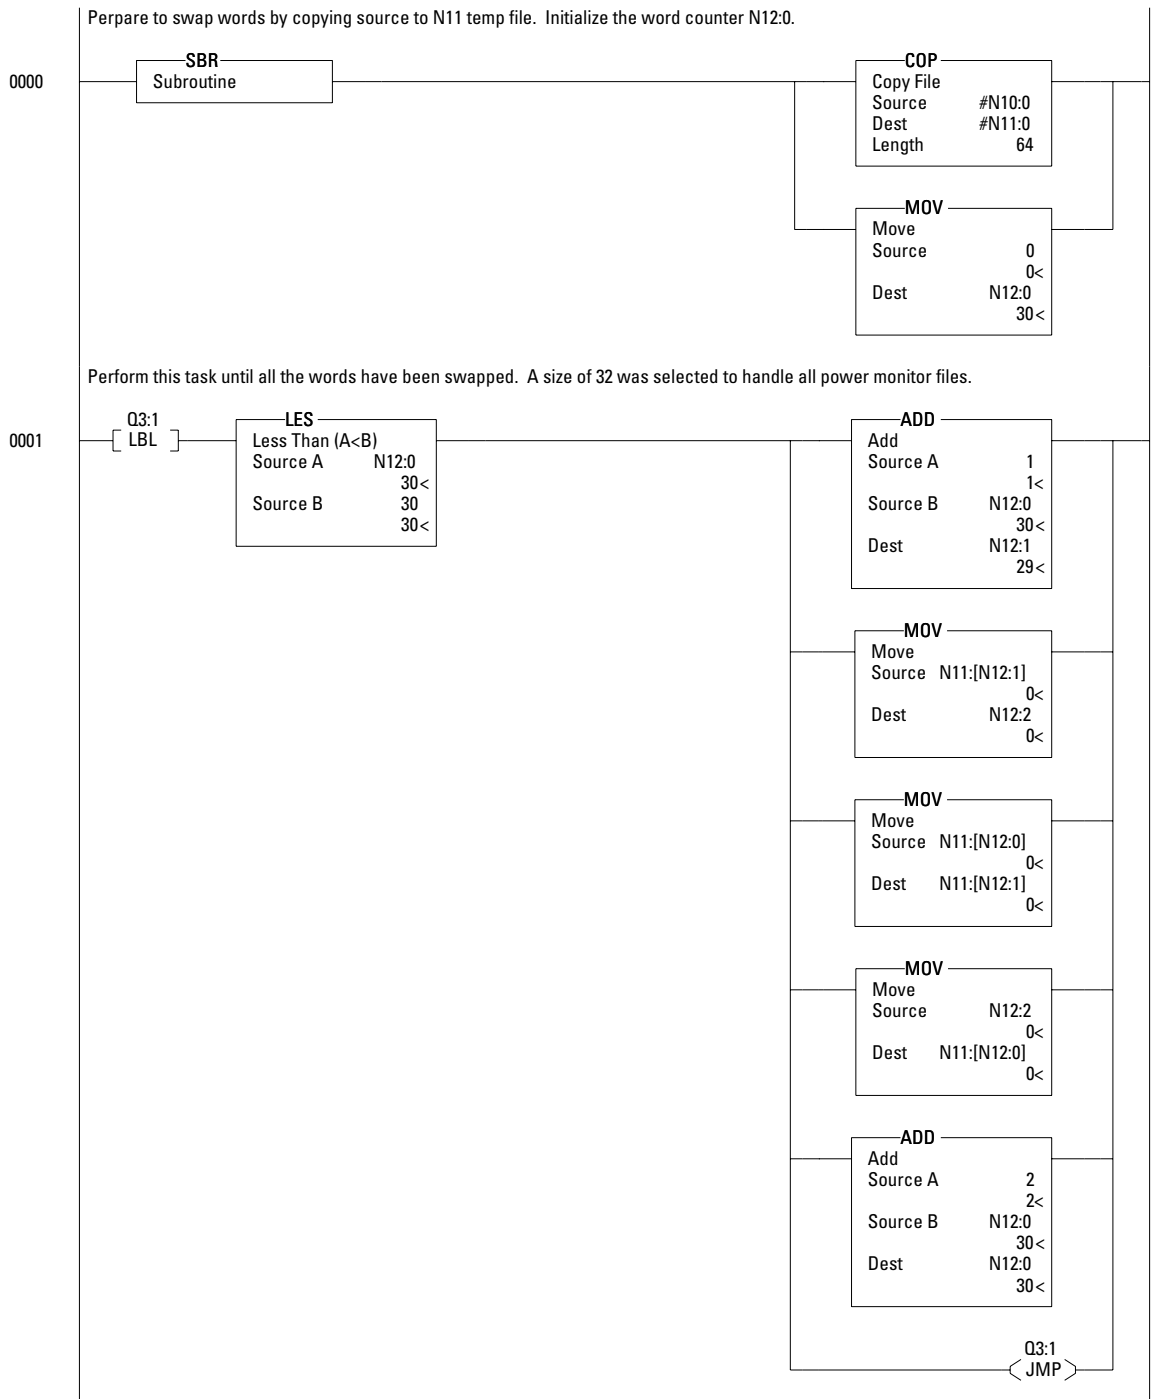 Perpare to swap words by copying source to N11 temp file.  Initialize the word counter N12:0.
0000
SBR
Subroutine
COP
Copy File
Source #N10:0
Dest #N11:0
Length 64
MOV
Move
Source 0
0<
Dest N12:0
30<
Perform this task until all the words have been swapped.  A size of 32 was selected to handle all power monitor files.
0001
Q3:1
LBL
LES
Less Than (A<B)
Source A N12:0
30<
Source B 30
30<
ADD
Add
Source A 1
1<
Source B N12:0
30<
Dest N12:1
29<
MOV
Move
Source N11:[N12:1]
0<
Dest N12:2
0<
MOV
Move
Source N11:[N12:0]
0<
Dest N11:[N12:1]
0<
MOV
Move
Source N12:2
0<
Dest N11:[N12:0]
0<
ADD
Add
Source A 2
2<
Source B N12:0
30<
Dest N12:0
30<
Q3:1
JMP